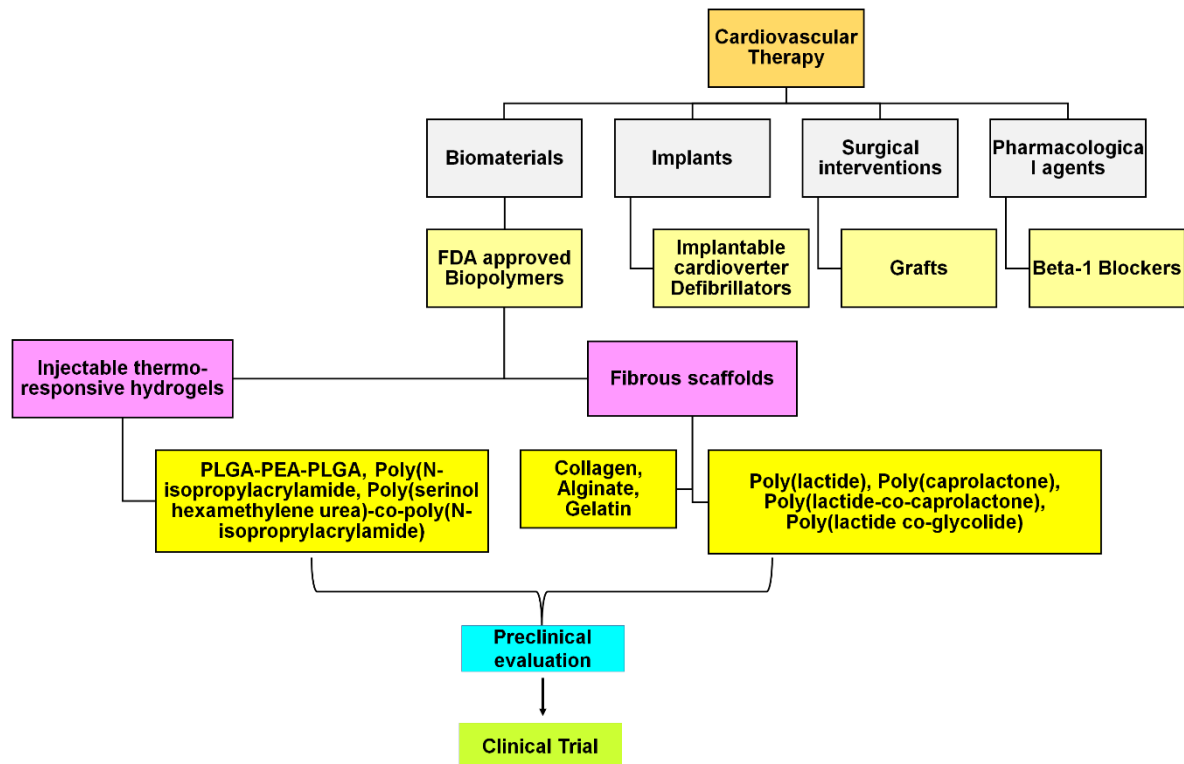 Cardiovascular
Therapy
Biomaterials
Implants
Surgical
interventions
Pharmacologica
l agents
FDA approved
Biopolymers
Implantable
cardioverter
Defibrillators
Grafts
Beta-1 Blockers
Injectable thermo-
responsive hydrogels
Fibrous scaffolds
PLGA-PEA-PLGA, Poly(N-
isopropylacrylamide, Poly(serinol
hexamethylene urea)-co-poly(N-
isoproprylacrylamide)
Collagen,
Alginate,
Gelatin
Poly(lactide), Poly(caprolactone),
Poly(lactide-co-caprolactone),
Poly(lactide co-glycolide)
Preclinical
evaluation
Clinical Trial